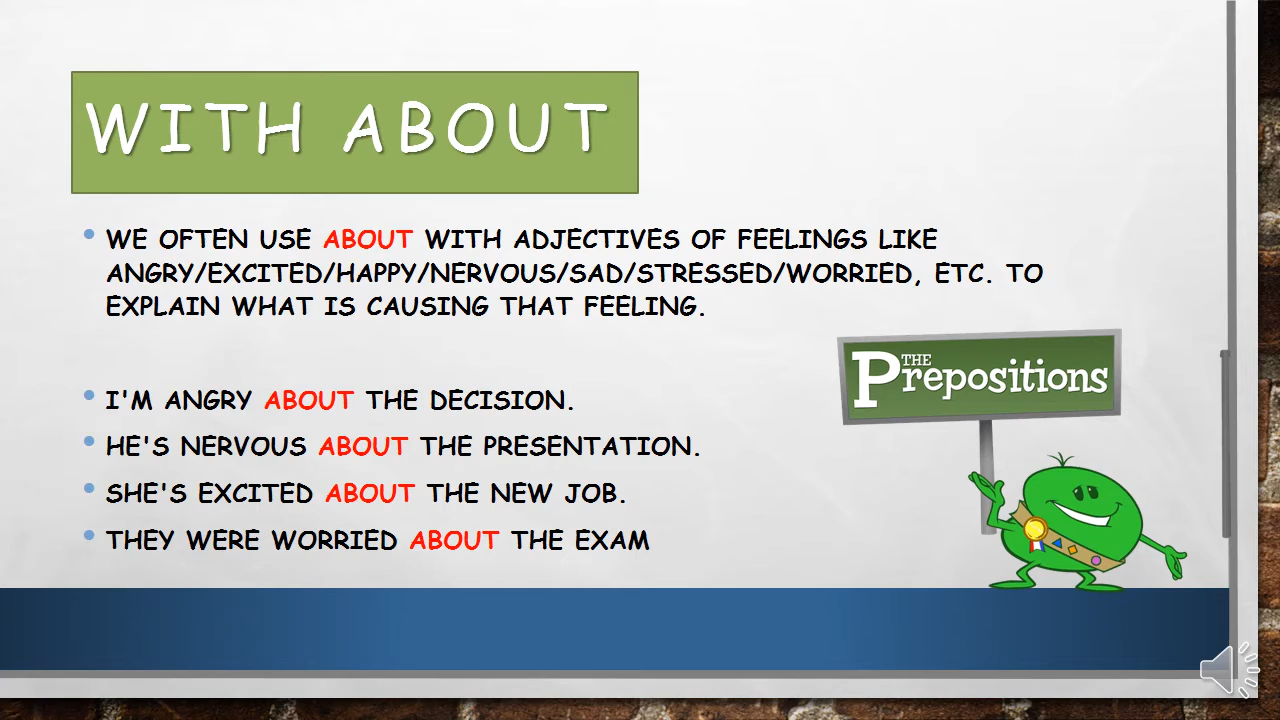 WITH ABOUT
WE OFTEN USE ABOUT WITH ADJECTIVES OF FEELINGS LIKE
ANGRY/EXCITED/HAPPY/NERVOUS/SAD/STRESSED/WORRIED, ETC. TO
EXPLAIN WHAT IS CAUSING THAT FEELING.
I'M ANGRY ABOUT THE DECISION.
HE'S NERVOUS ABOUT THE PRESENTATION.
SHE'S EXCITED ABOUT THE NEW JOB.
THEY WERE WORRIED ABOUT THE EXAM
THE Prepositions